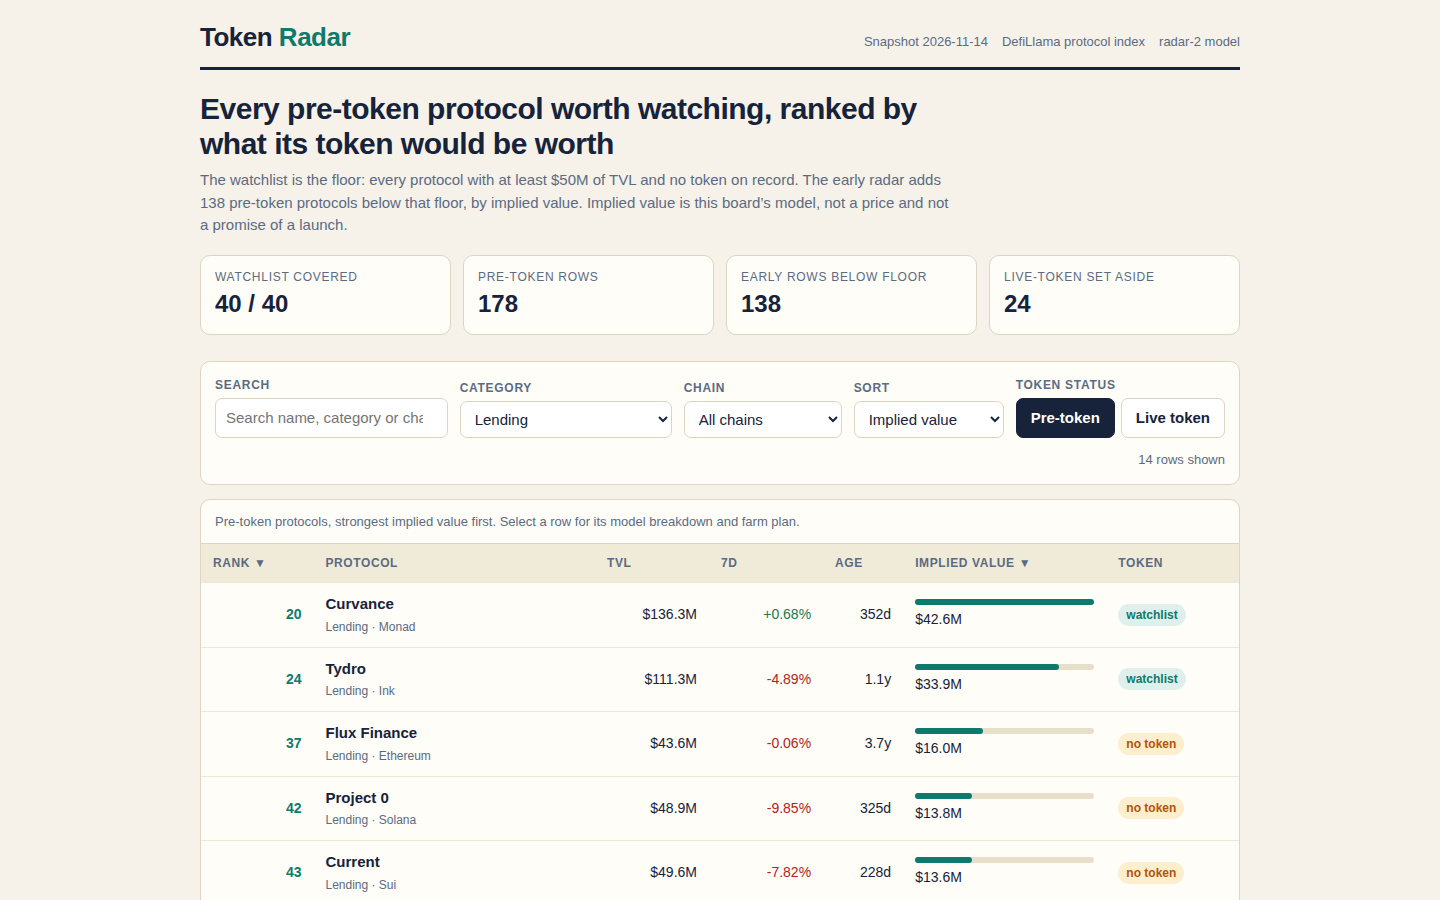 Token Radar
Snapshot 2026-11-14 DefiLlama protocol index radar-2 model
Every pre-token protocol worth watching, ranked by
what its token would be worth
The watchlist is the floor: every protocol with at least $50M of TVL and no token on record. The early radar adds
138 pre-token protocols below that floor, by implied value. Implied value is this board's model, not a price and not
a promise of a launch.
WATCHLIST COVERED
40 / 40
PRE-TOKEN ROWS
178
EARLY ROWS BELOW FLOOR
138
LIVE-TOKEN SET ASIDE
24
SEARCH
Search name, category or cha
CATEGORY
Lending
CHAIN
All chains
SORT
Implied value
TOKEN STATUS
Pre-token Live token
14 rows shown
Pre-token protocols, strongest implied value first. Select a row for its model breakdown and farm plan.
RANK ▼ PROTOCOL TVL 7D AGE IMPLIED VALUE ▼ TOKEN
20 Curvance $136.3M +0.68% 352d $42.6M watchlist
Lending · Monad
24 Tydro $111.3M -4.89% 1.1y $33.9M watchlist
Lending · Ink
37 Flux Finance $43.6M -0.06% 3.7y $16.0M no token
Lending · Ethereum
42 Project 0 $48.9M -9.85% 325d $13.8M no token
Lending · Solana
43 Current $49.6M -7.82% 228d $13.6M no token
Lending · Sui